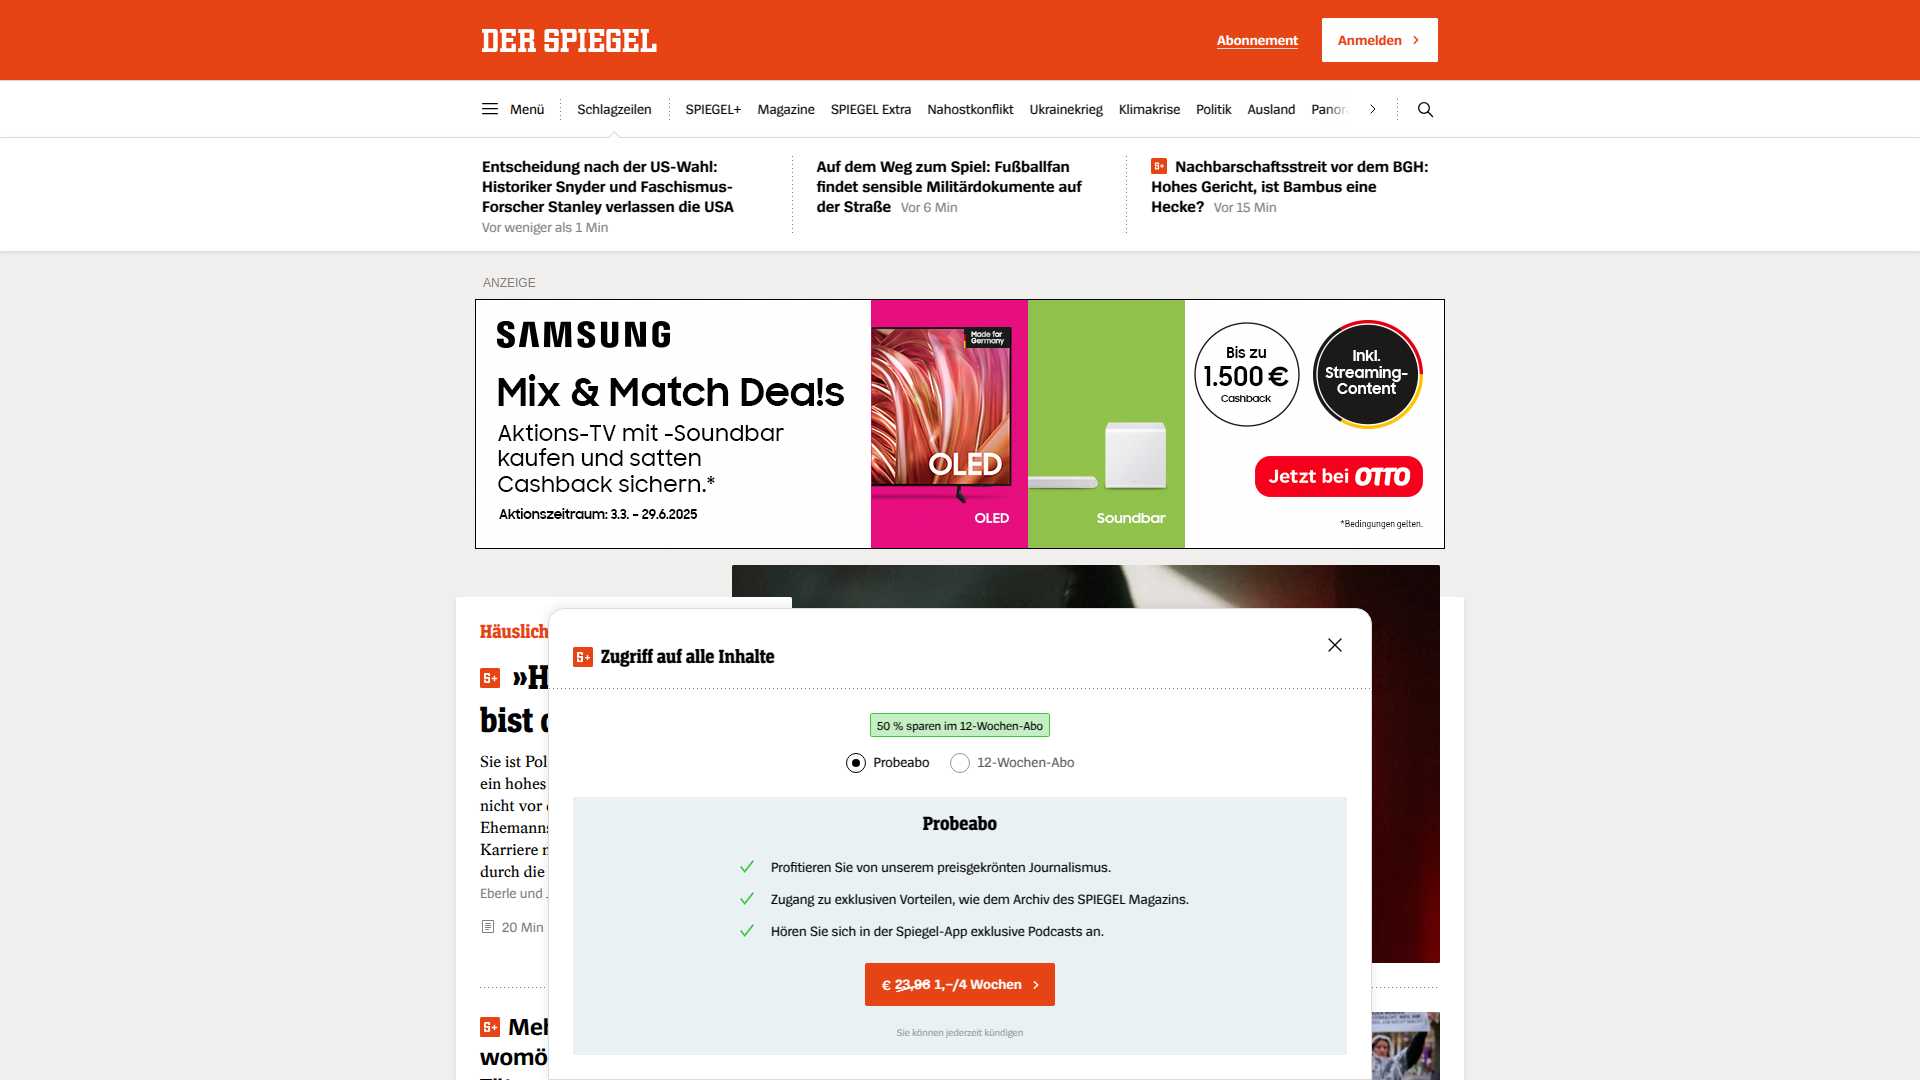 DER SPIEGEL
Abonnement
Anmelden
Menü
Schlagzeilen
SPIEGEL+
Magazine
SPIEGEL Extra
Nahostkonflikt
Ukrainekrieg
Klimakrise
Politik
Ausland
Entscheidung nach der US-Wahl:
Historiker Snyder und Faschismus-
Forscher Stanley verlassen die USA
Vor weniger als 1 Min
Auf dem Weg zum Spiel: Fußballfan
findet sensible Militärdokumente auf
der Straße Vor 6 Min
S+ Nachbarschaftsstreit vor dem BGH:
Hohes Gericht, ist Bambus eine
Hecke? Vor 15 Min
ANZEIGE
SAMSUNG
Mix & Match Dea!s
Aktions-TV mit -Soundbar
kaufen und satten
Cashback sichern.*
Aktionszeitraum: 3.3. – 29.6.2025
Made for
Germany
OLED
OLED
Soundbar
Bis zu
1.500 €
Cashback
Inkl.
Streaming-
Content
Jetzt bei OTTO
*Bedingungen gelten.
Häuslich
S+ »H
bist
Sie ist Pol
ein hohes
nicht vor
Ehemanns
Karriere
durch die
Eberle und
20 Min
S+ Meh
womö
S+ Zugriff auf alle Inhalte
50 % sparen im 12-Wochen-Abo
Probeabo
12-Wochen-Abo
Probeabo
Profitieren Sie von unserem preisgekrönten Journalismus.
Zugang zu exklusiven Vorteilen, wie dem Archiv des SPIEGEL Magazins.
Hören Sie sich in der Spiegel-App exklusive Podcasts an.
€ 23,96 1,–/4 Wochen
Sie können jederzeit kündigen